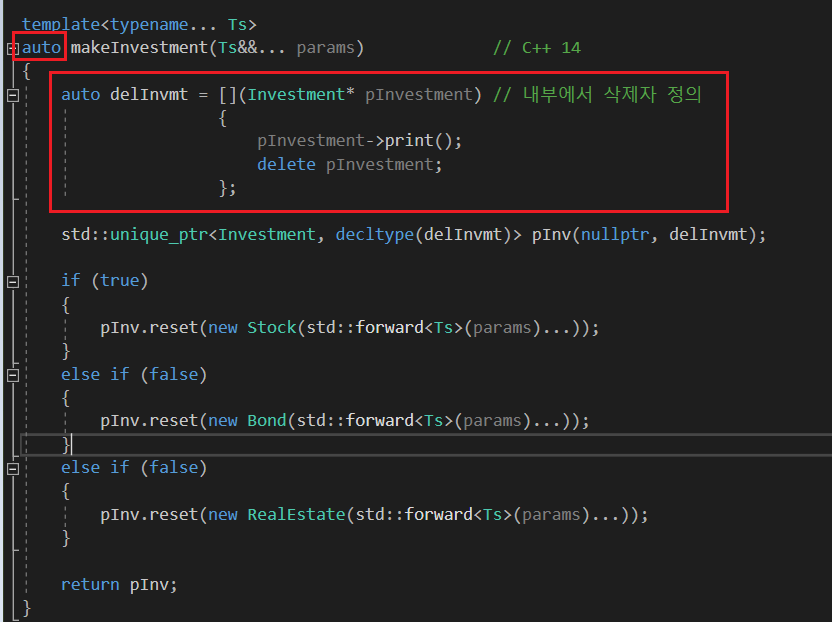 template<typename... Ts>
auto makeInvestment(Ts&&... params)             // C++ 14
{
    auto delInvmt = [](Investment* pInvestment) // 내부에서 삭제자 정의
                    {
                        pInvestment->print();
                        delete pInvestment;
                    };
    std::unique_ptr<Investment, decltype(delInvmt)> pInv(nullptr, delInvmt);
    if (true)
    {
        pInv.reset(new Stock(std::forward<Ts>(params)...));
    }
    else if (false)
    {
        pInv.reset(new Bond(std::forward<Ts>(params)...));
    }
    else if (false)
    {
        pInv.reset(new RealEstate(std::forward<Ts>(params)...));
    }
    return pInv;
}